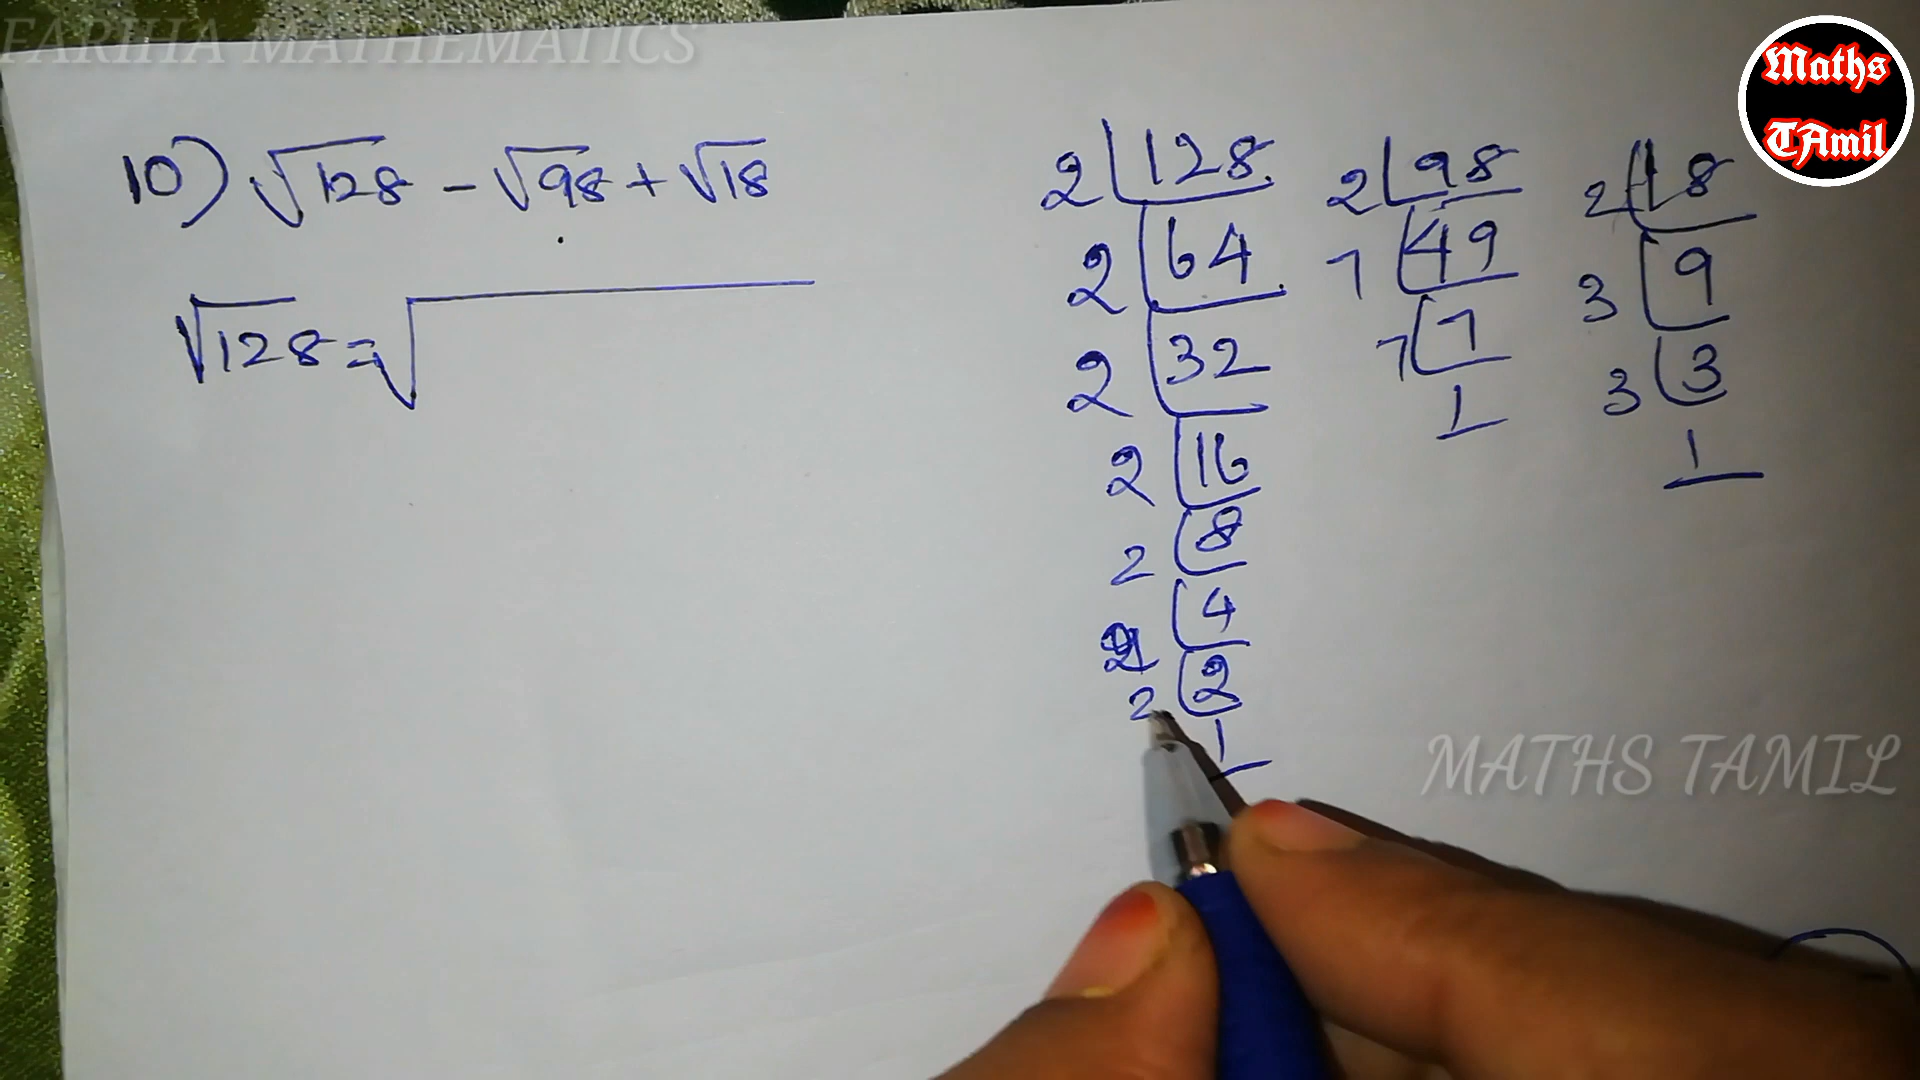 FARIHA MATHEMATICS
Maths
TAmil
10) √128 - √98 + √18
√128 = √
2 | 128
2 | 64
2 | 32
2 | 16
2 | 8
2 | 4
2 | 2
1
2 | 98
7 | 49
7 | 7
1
2 | 18
3 | 9
3 | 3
1
MATHS TAMIL